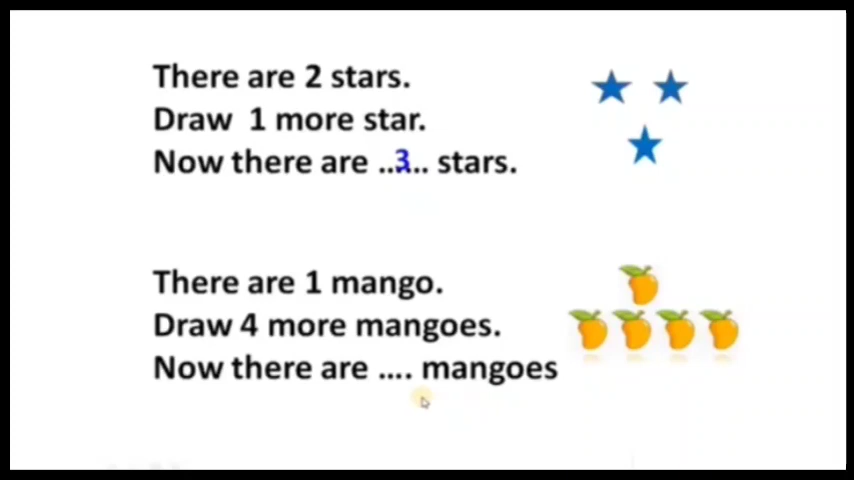 There are 2 stars.
Draw 1 more star.
Now there are ..3.. stars.
There are 1 mango.
Draw 4 more mangoes.
Now there are .... mangoes